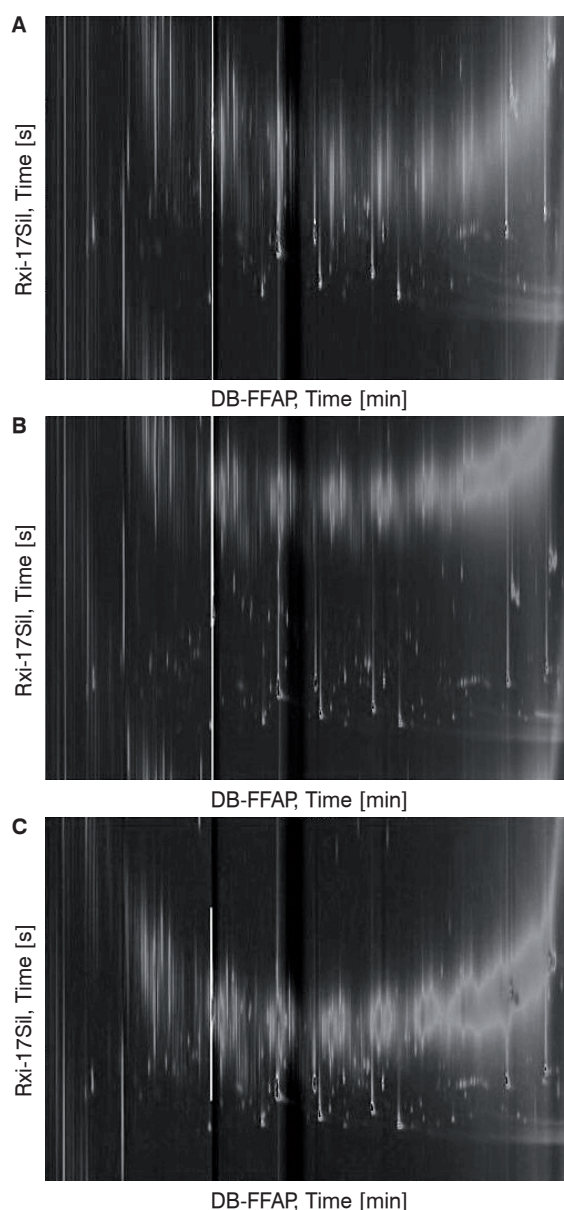 A
Rxi-17Sil, Time [s]
DB-FFAP, Time [min]
B
Rxi-17Sil, Time [s]
DB-FFAP, Time [min]
C
Rxi-17Sil, Time [s]
DB-FFAP, Time [min]